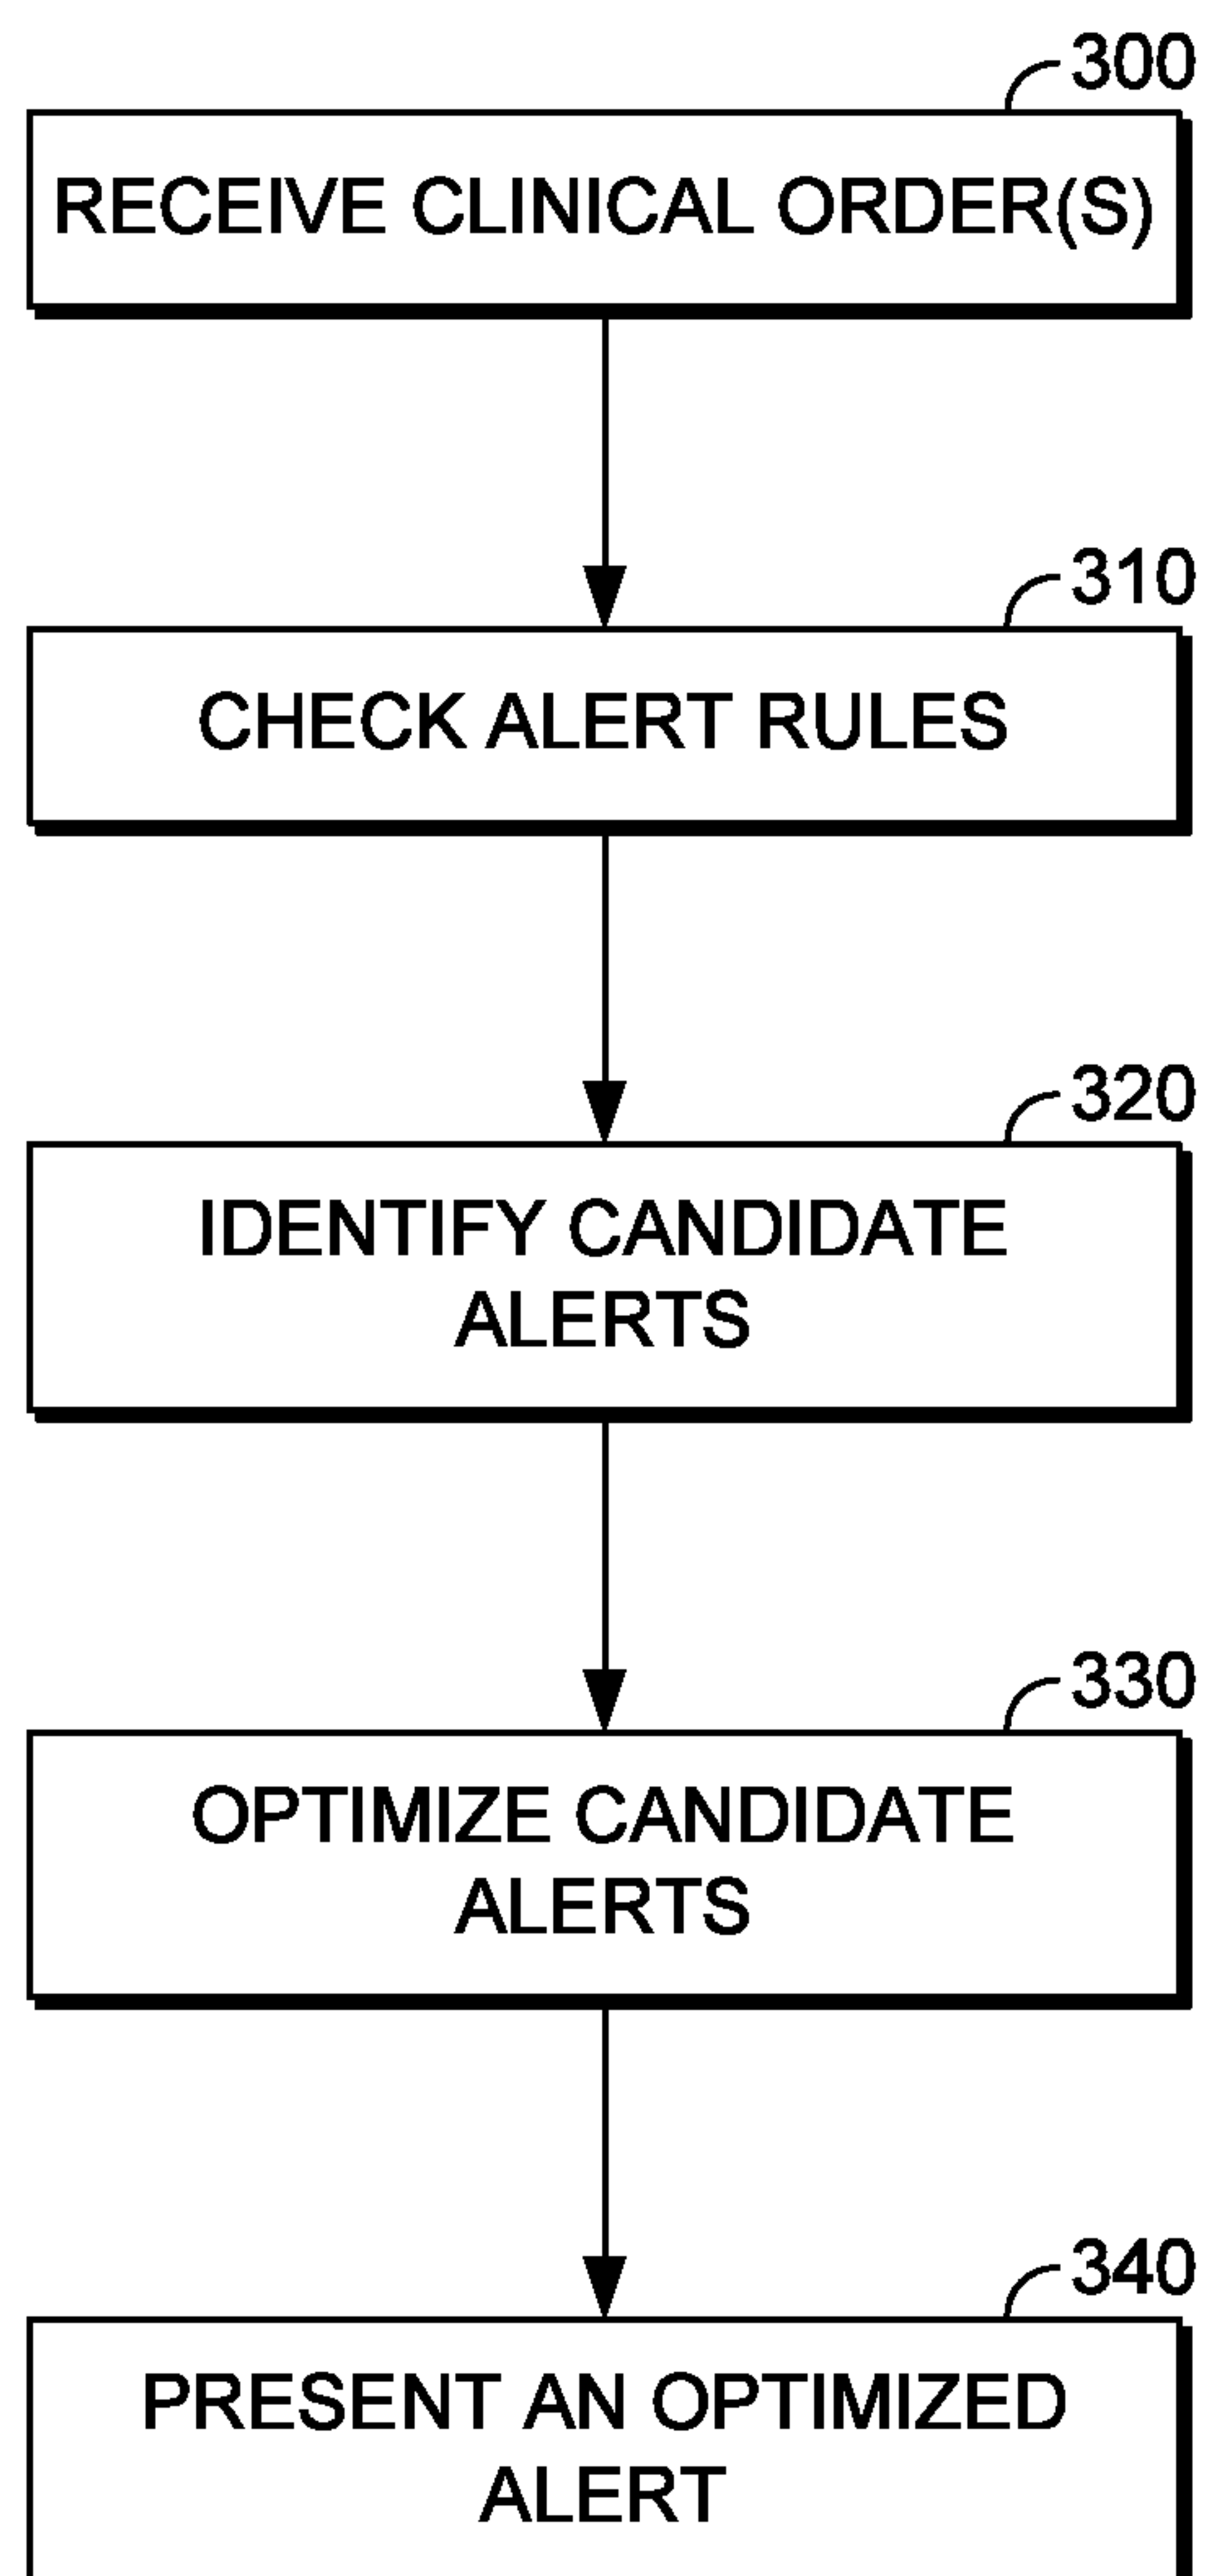 300
RECEIVE CLINICAL ORDER(S)
310
CHECK ALERT RULES
320
IDENTIFY CANDIDATE
ALERTS
330
OPTIMIZE CANDIDATE
ALERTS
340
PRESENT AN OPTIMIZED
ALERT